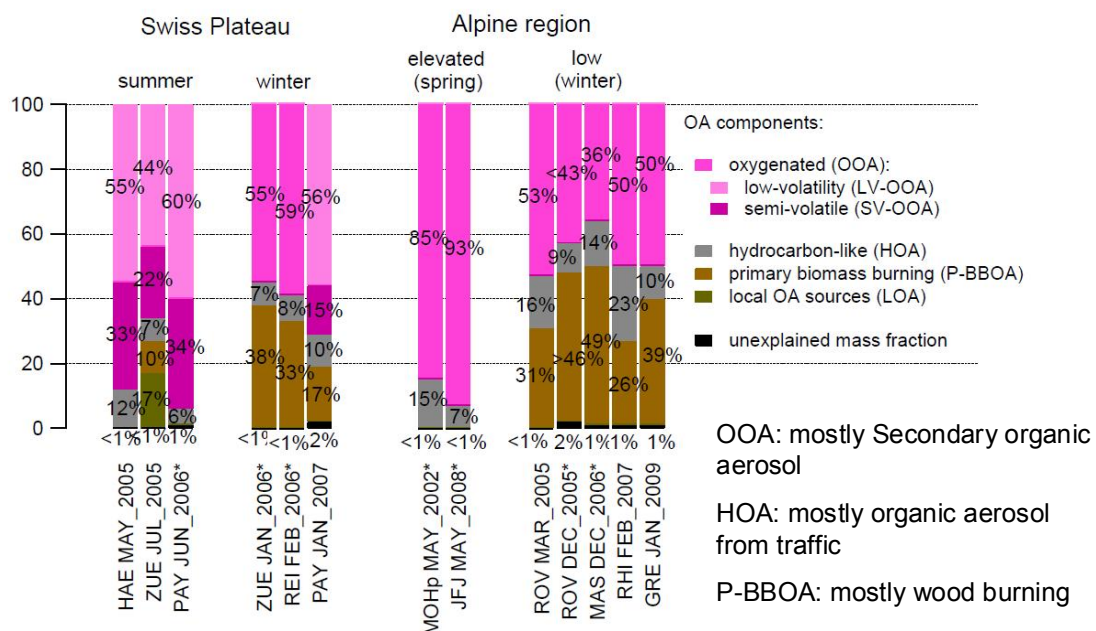 Swiss Plateau
Alpine region
summer
winter
elevated
(spring)
low
(winter)
100
80
60
40
20
0
55%
33%
12%
<1%
44%
22%
7%
10%
17%
<1%
60%
34%
6%
1%
55%
7%
38%
<1%
59%
8%
33%
<1%
56%
15%
10%
17%
2%
85%
15%
<1%
93%
7%
<1%
53%
16%
31%
<1%
<43%
9%
>46%
2%
36%
14%
49%
1%
50%
23%
26%
1%
50%
10%
39%
1%
HAE MAY_2005
ZUE JUL_2005
PAY JUN_2006*
ZUE JAN_2006*
REI FEB_2006*
PAY JAN_2007
MOHp MAY_2002*
JFJ MAY_2008*
ROV MAR_2005
ROV DEC_2005*
MAS DEC_2006*
RHI FEB_2007
GRE JAN_2009
OA components:
oxygenated (OOA):
low-volatility (LV-OOA)
semi-volatile (SV-OOA)
hydrocarbon-like (HOA)
primary biomass burning (P-BBOA)
local OA sources (LOA)
unexplained mass fraction
OOA: mostly Secondary organic
aerosol
HOA: mostly organic aerosol
from traffic
P-BBOA: mostly wood burning